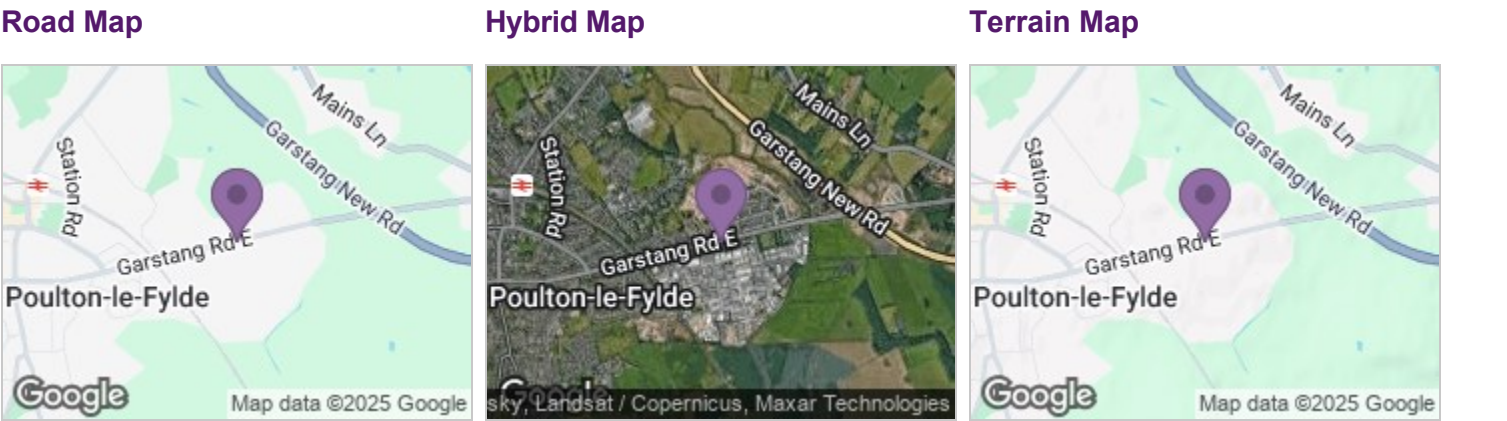 Road Map
Hybrid Map
Terrain Map
Mains Ln
Garstang New Rd
Station Rd
Garstang Rd E
Poulton-le-Fylde
Google
Map data ©2025 Google
Mains Ln
Garstang New Rd
Station Rd
Garstang Rd E
Poulton-le-Fylde
Google
sky, Landsat / Copernicus, Maxar Technologies
Mains Ln
Garstang New Rd
Station Rd
Garstang Rd E
Poulton-le-Fylde
Google
Map data ©2025 Google